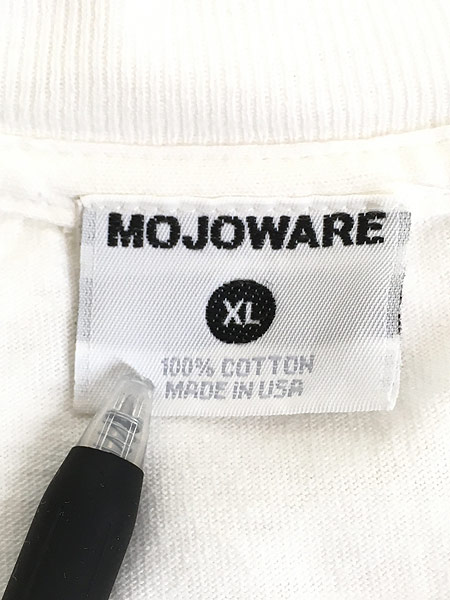 MOJOWARE
XL
100% COTTON
MADE IN USA